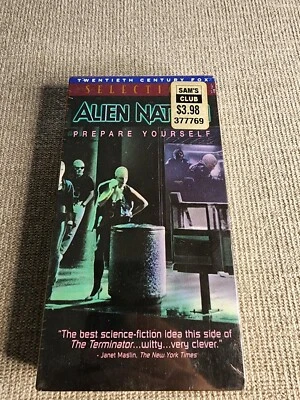 TWENTIETH CENTURY FOX
SELECTI
SAM'S
CLUB
$3.98
377769
ALIEN NAT
PREPARE YOURSELF
"The best science-fiction idea this side of
The Terminator...witty...very clever."
- Janet Maslin, The New York Times